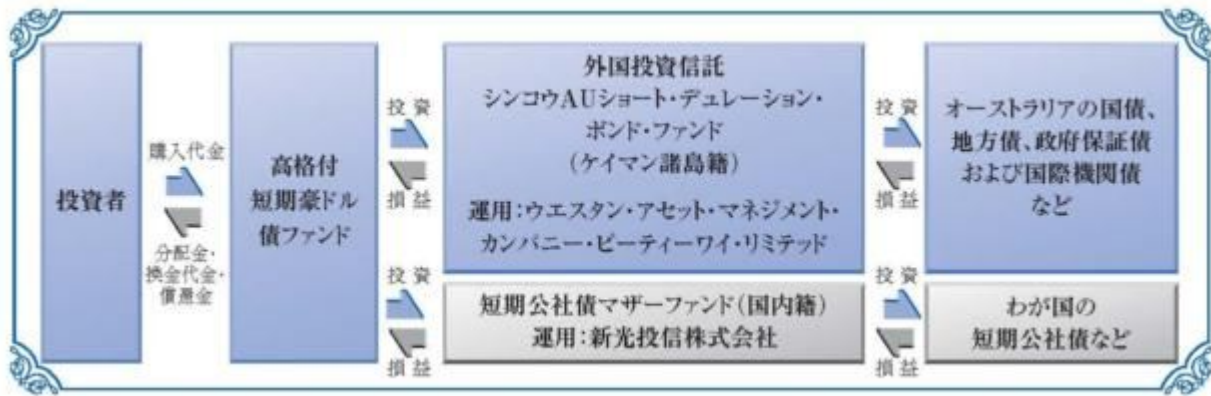 投資者
購入代金
分配金・
換金代金・
償還金
高格付
短期豪ドル
債ファンド
投資
損益
投資
損益
外国投資信託
シンコウAUショート・デュレーション・
ボンド・ファンド
(ケイマン諸島籍)
運用:ウエスタン・アセット・マネジメント・
カンパニー・ピーティーワイ・リミテッド
短期公社債マザーファンド(国内籍)
運用:新光投信株式会社
投資
損益
投資
損益
オーストラリアの国債、
地方債、政府保証債
および国際機関債
など
わが国の
短期公社債など